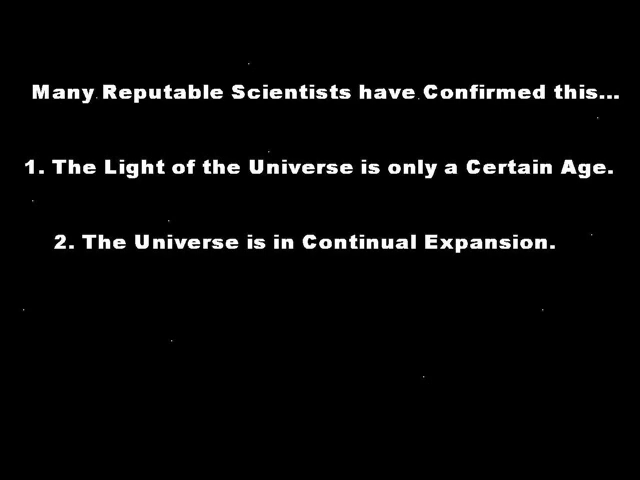 Many Reputable Scientists have Confirmed this...
1. The Light of the Universe is only a Certain Age.
2. The Universe is in Continual Expansion.